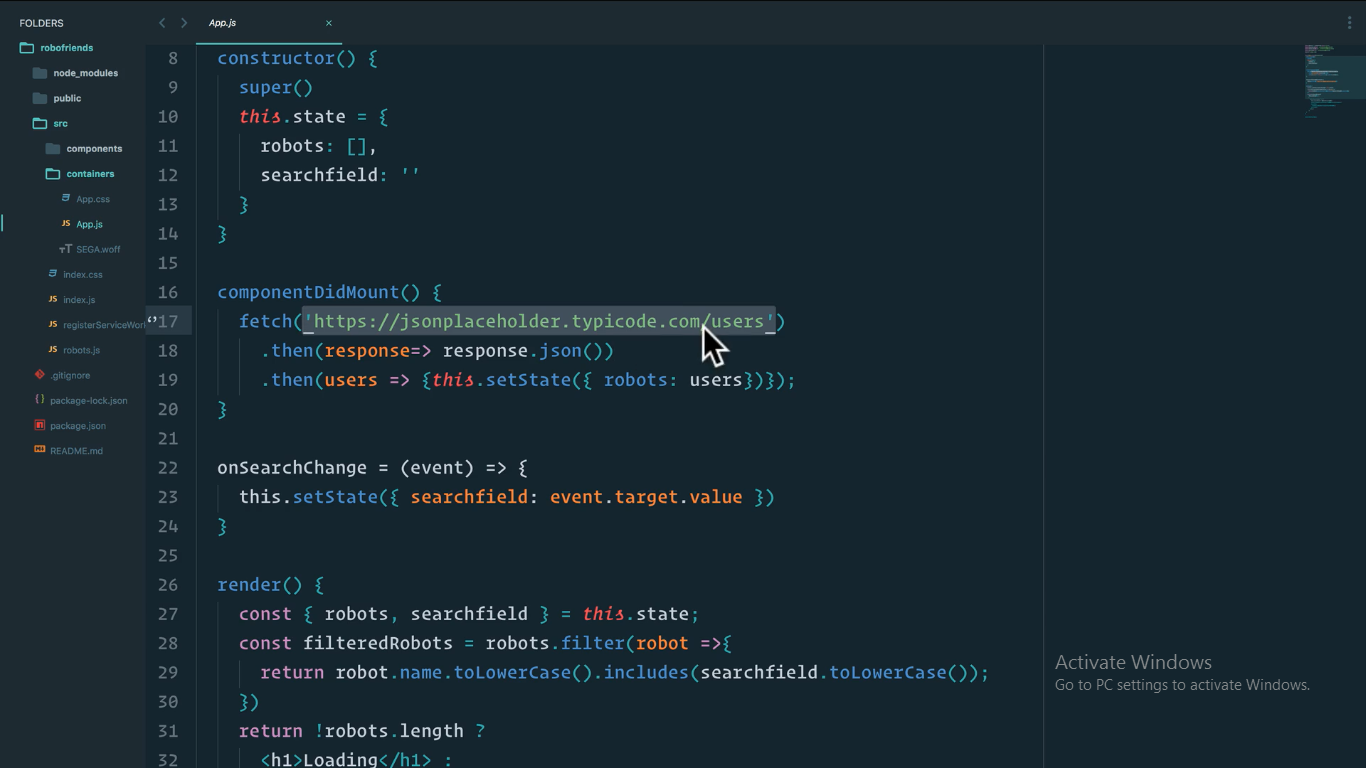 FOLDERS
robofriends
node_modules
public
src
components
containers
App.css
JS App.js
SEGA.woff
index.css
JS index.js
JS registerServiceWor
JS robots.js
.gitignore
package-lock.json
package.json
README.md
App.js
8 constructor() {
9 super()
10 this.state = {
11 robots: [],
12 searchfield: ''
13 }
14 }
15
16 componentDidMount() {
17 fetch('https://jsonplaceholder.typicode.com/users')
18 .then(response=> response.json())
19 .then(users => {this.setState({ robots: users})});
20 }
21
22 onSearchChange = (event) => {
23 this.setState({ searchfield: event.target.value })
24 }
25
26 render() {
27 const { robots, searchfield } = this.state;
28 const filteredRobots = robots.filter(robot =>{
29 return robot.name.toLowerCase().includes(searchfield.toLowerCase());
30 })
31 return !robots.length ?
32 <h1>Loading</h1> :
Activate Windows
Go to PC settings to activate Windows.